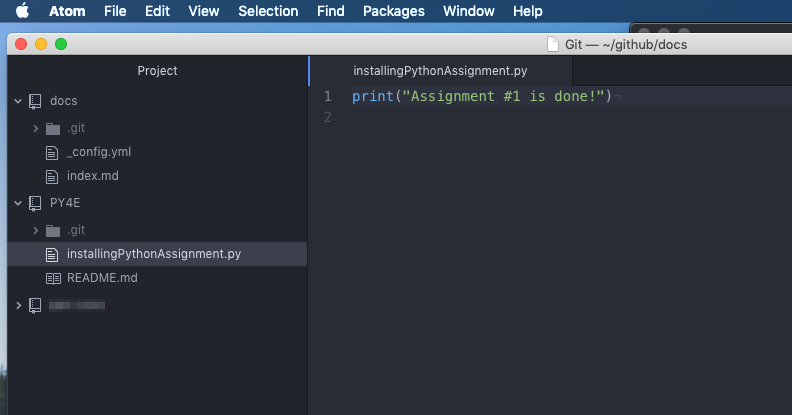 Atom File Edit View Selection Find Packages Window Help
Git — ~/github/docs
Project
installingPythonAssignment.py
docs
.git
_config.yml
index.md
PY4E
.git
installingPythonAssignment.py
README.md
1 print("Assignment #1 is done!")¬
2